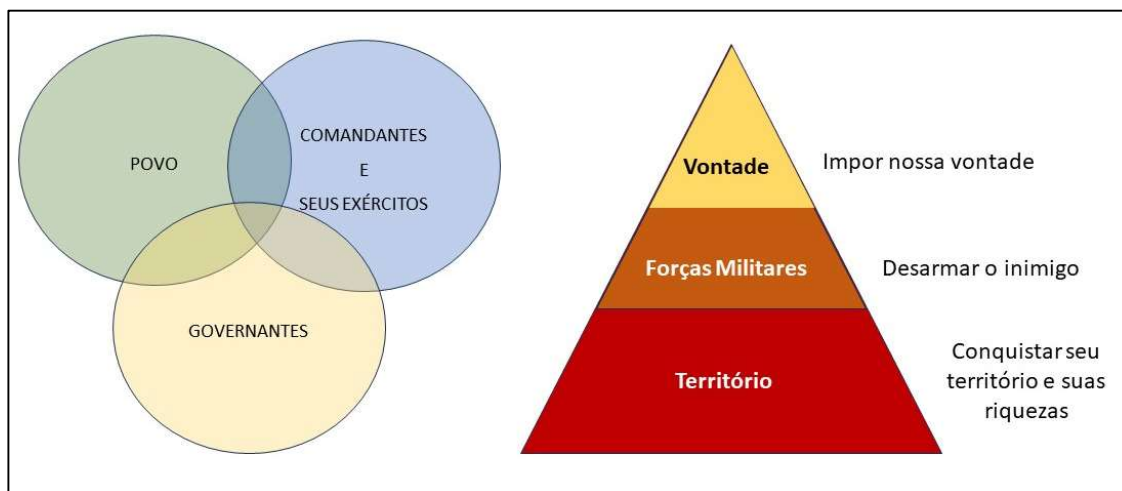 POVO
COMANDANTES
E
SEUS EXÉRCITOS
GOVERNANTES
Vontade
Impor nossa vontade
Forças Militares
Desarmar o inimigo
Território
Conquistar seu
território e suas
riquezas